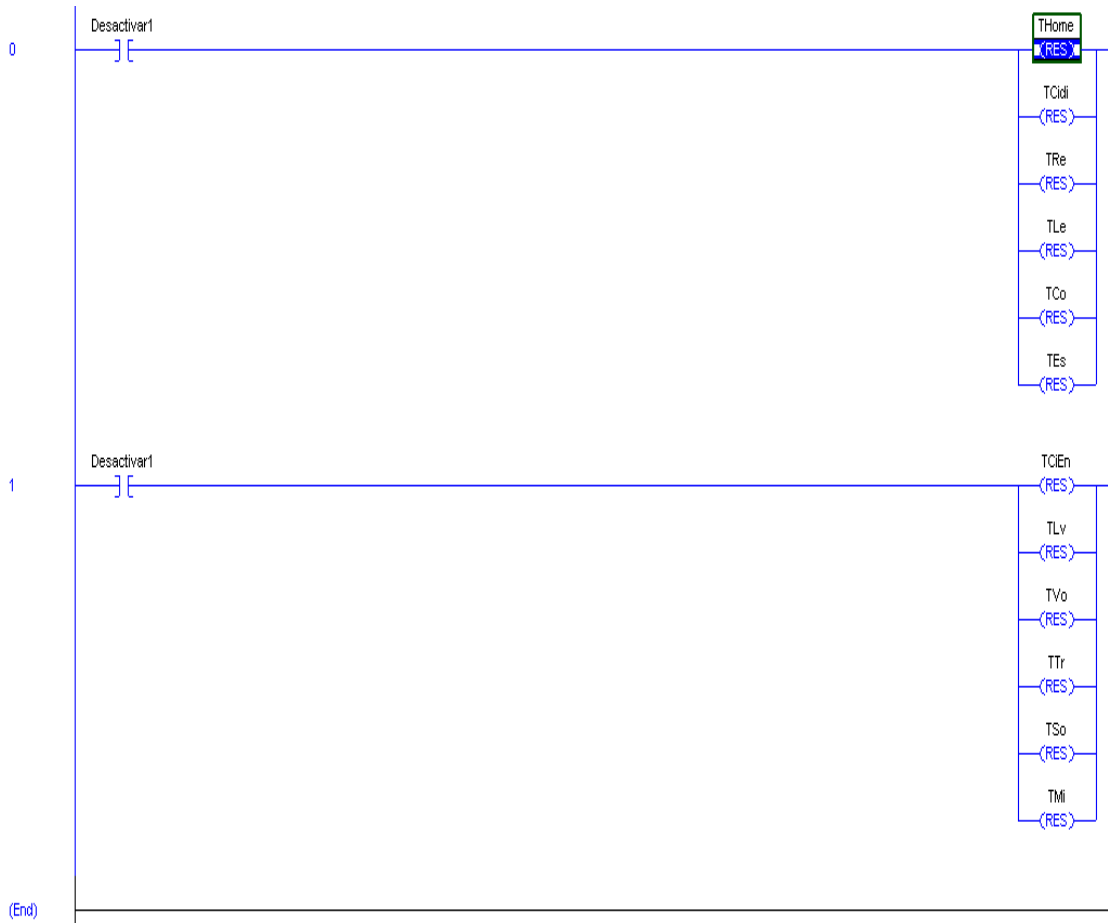 Desactivar1
THome
0
(RES)
TCidi
(RES)
TRe
(RES)
TLe
(RES)
TCo
(RES)
TEs
(RES)
Desactivar1
TCiEn
1
(RES)
TLv
(RES)
TVo
(RES)
TTr
(RES)
TSo
(RES)
TMi
(RES)
(End)